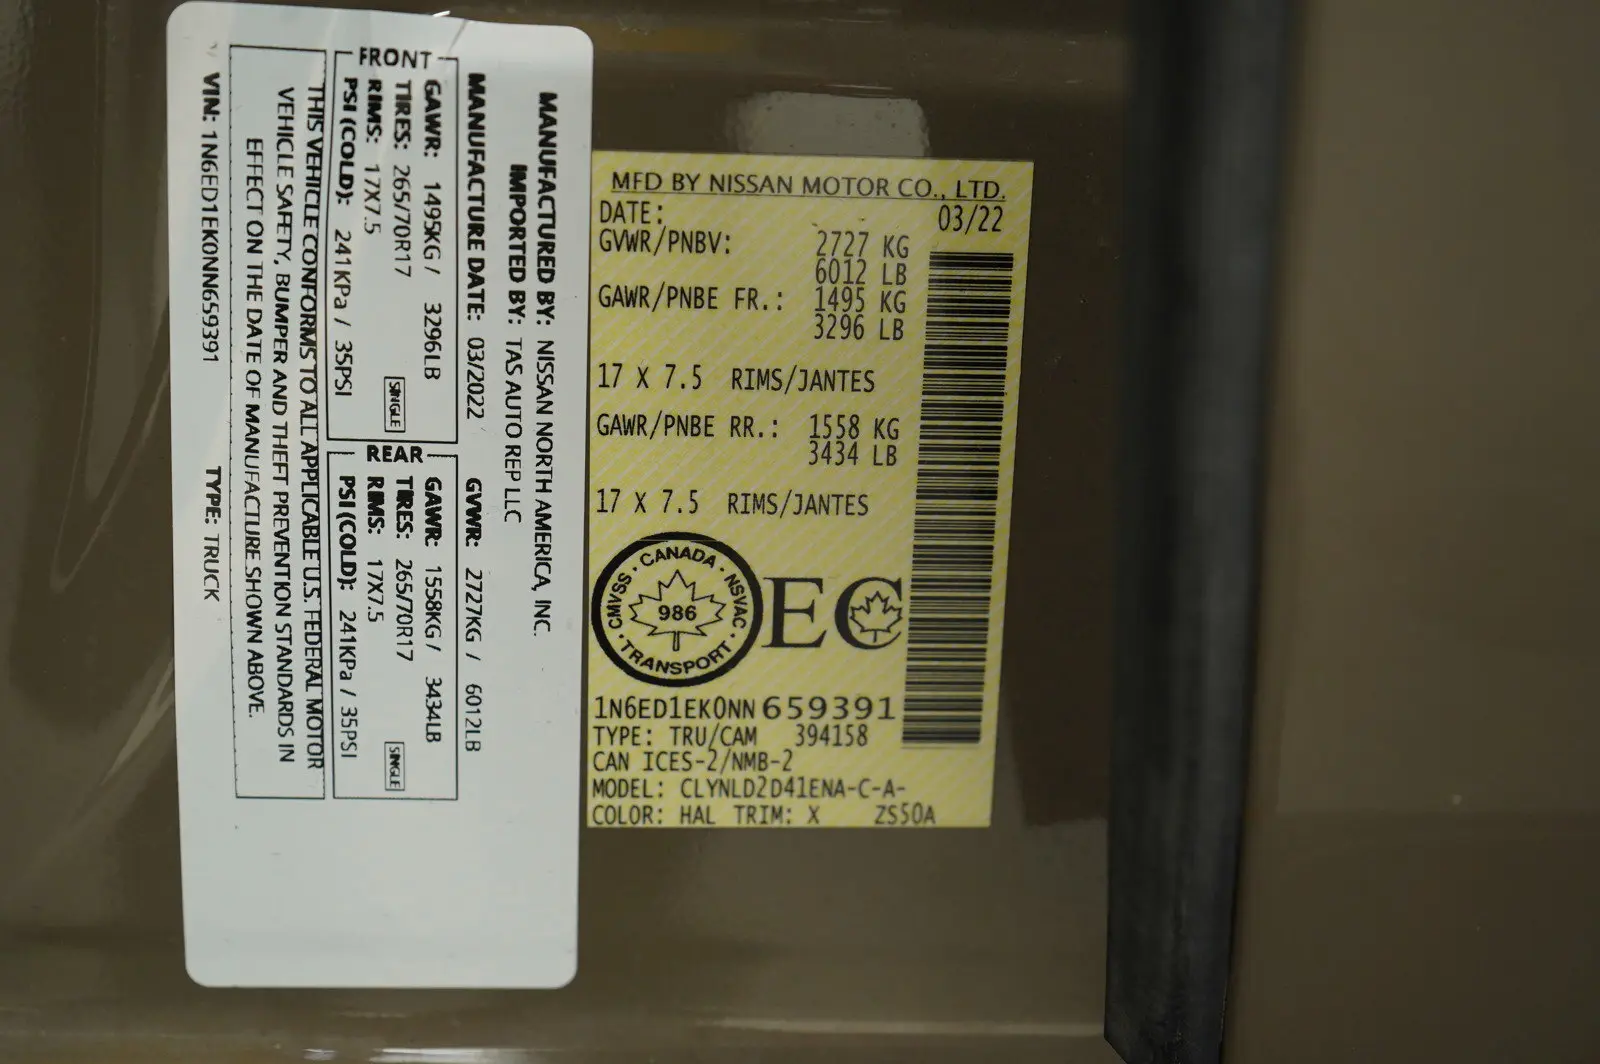 MANUFACTURED BY: NISSAN NORTH AMERICA, INC.
IMPORTED BY: TAS AUTO REP LLC
MANUFACTURE DATE: 03/2022 GVWR: 2727KG / 6012LB
FRONT
GAWR: 1495KG / 3296LB
TIRES: 265/70R17 SINGLE
RIMS: 17X7.5
PSI (COLD): 241KPa / 35PSI
REAR
GAWR: 1558KG / 3434LB
TIRES: 265/70R17 SINGLE
RIMS: 17X7.5
PSI (COLD): 241KPa / 35PSI
THIS VEHICLE CONFORMS TO ALL APPLICABLE U.S. FEDERAL MOTOR
VEHICLE SAFETY, BUMPER AND THEFT PREVENTION STANDARDS IN
EFFECT ON THE DATE OF MANUFACTURE SHOWN ABOVE.
VIN: 1N6ED1EK0NN659391 TYPE: TRUCK
MFD BY NISSAN MOTOR CO., LTD.
DATE: 03/22
GVWR/PNBV: 2727 KG
6012 LB
GAWR/PNBE FR.: 1495 KG
3296 LB
17 X 7.5 RIMS/JANTES
GAWR/PNBE RR.: 1558 KG
3434 LB
17 X 7.5 RIMS/JANTES
CMVSS · CANADA · NSVAC · TRANSPORT ·
986
EC
1N6ED1EK0NN659391
TYPE: TRU/CAM 394158
CAN ICES-2/NMB-2
MODEL: CLYNLD2D41ENA-C-A-
COLOR: HAL TRIM: X ZS50A